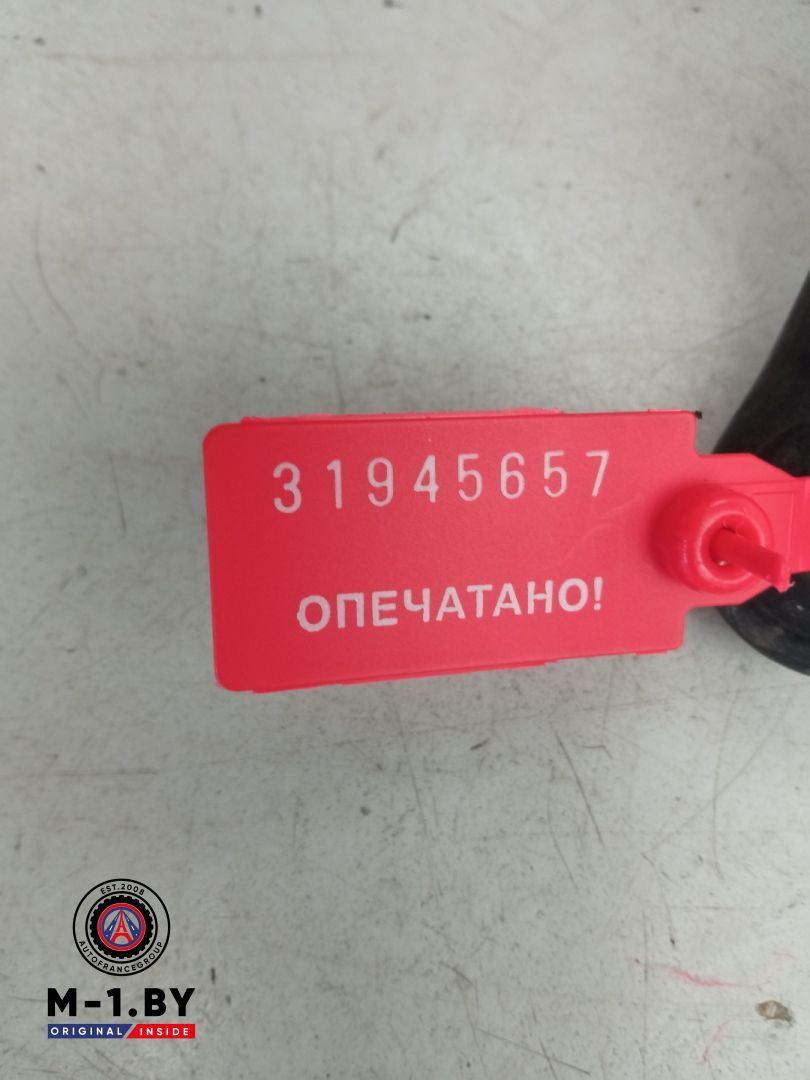 31945657
ОПЕЧАТАНО!
EST.2008
AUTOFRANCEGROUP
M-1.BY
ORIGINAL INSIDE